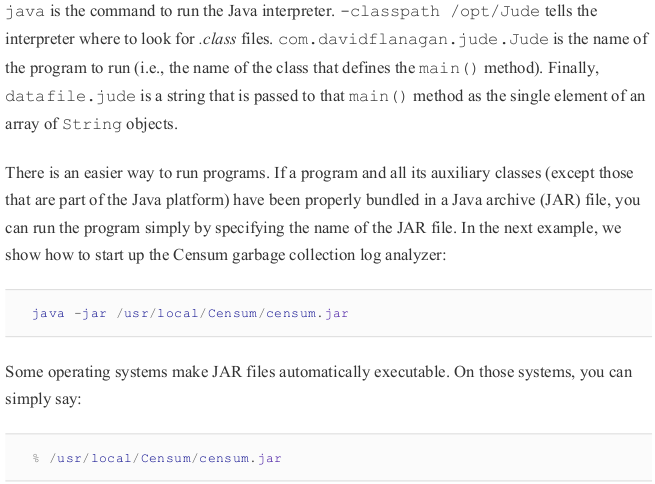 java is the command to run the Java interpreter. -classpath /opt/Jude tells the
interpreter where to look for .class files. com.davidflanagan.jude.Jude is the name of
the program to run (i.e., the name of the class that defines the main() method). Finally,
datafile.jude is a string that is passed to that main() method as the single element of an
array of String objects.
There is an easier way to run programs. If a program and all its auxiliary classes (except those
that are part of the Java platform) have been properly bundled in a Java archive (JAR) file, you
can run the program simply by specifying the name of the JAR file. In the next example, we
show how to start up the Censum garbage collection log analyzer:
java -jar /usr/local/Censum/censum.jar
Some operating systems make JAR files automatically executable. On those systems, you can
simply say:
% /usr/local/Censum/censum.jar